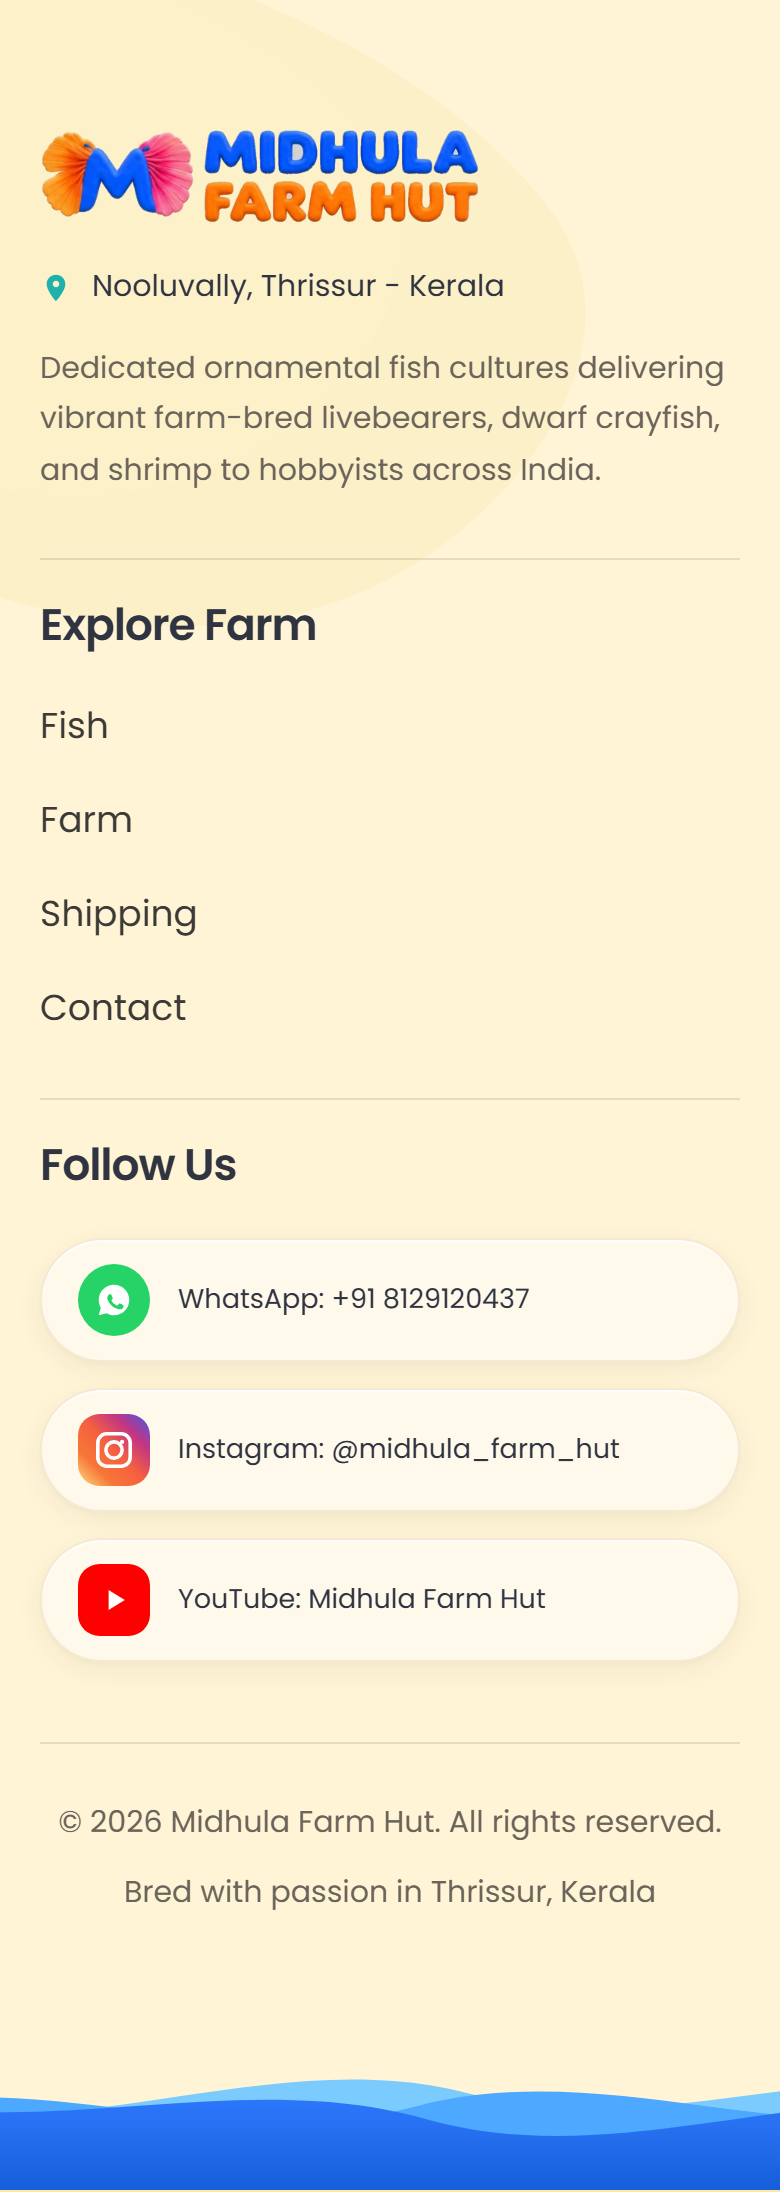 M
MIDHULA
FARM HUT
Nooluvally, Thrissur - Kerala
Dedicated ornamental fish cultures delivering
vibrant farm-bred livebearers, dwarf crayfish,
and shrimp to hobbyists across India.
Explore Farm
Fish
Farm
Shipping
Contact
Follow Us
WhatsApp: +91 8129120437
Instagram: @midhula_farm_hut
YouTube: Midhula Farm Hut
© 2026 Midhula Farm Hut. All rights reserved.
Bred with passion in Thrissur, Kerala